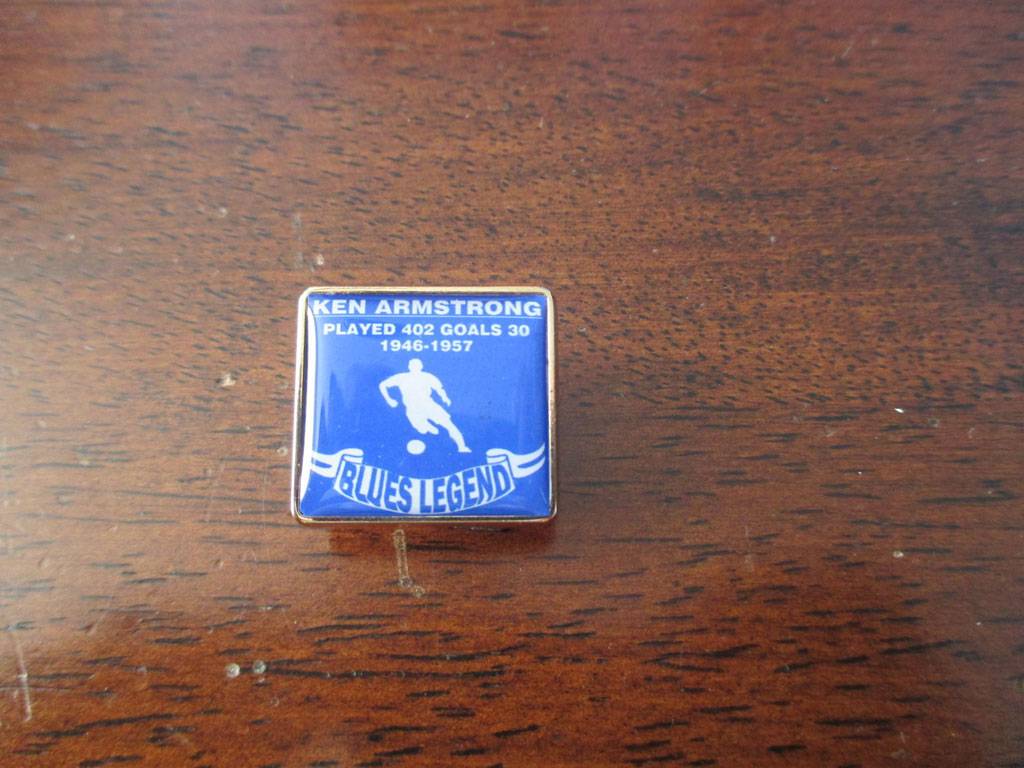 KEN ARMSTRONG
PLAYED 402 GOALS 30
1946-1957
BLUES LEGEND